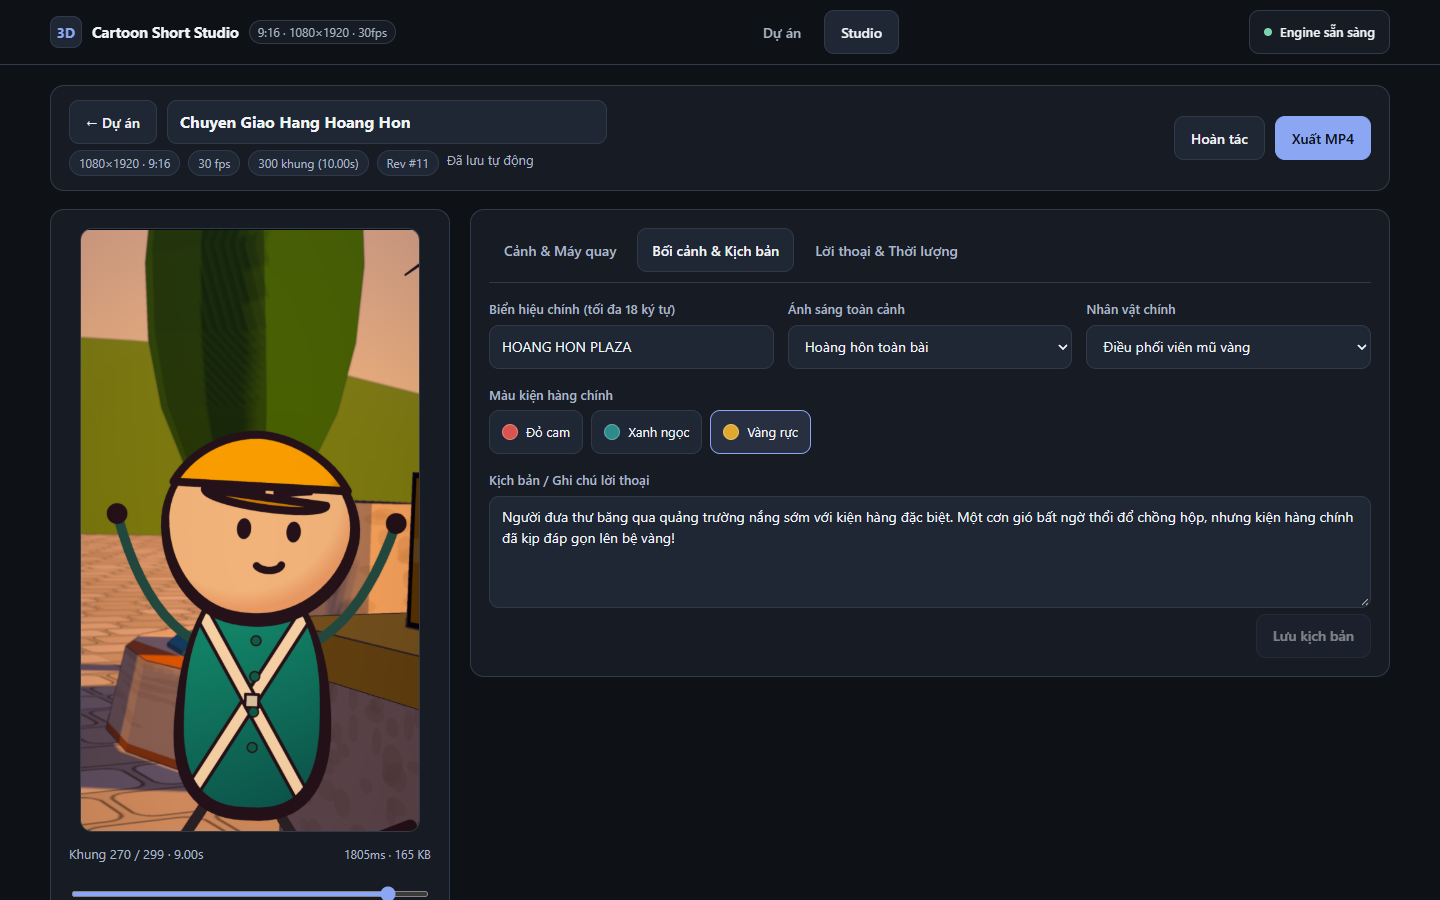 3D Cartoon Short Studio 9:16 · 1080×1920 · 30fps Dự án Studio Engine sẵn sàng
← Dự án Chuyen Giao Hang Hoang Hon
1080×1920 · 9:16 30 fps 300 khung (10.00s) Rev #11 Đã lưu tự động
Hoàn tác Xuất MP4
Khung 270 / 299 · 9.00s 1805ms · 165 KB
Cảnh & Máy quay Bối cảnh & Kịch bản Lời thoại & Thời lượng
Biển hiệu chính (tối đa 18 ký tự) Ánh sáng toàn cảnh Nhân vật chính
HOANG HON PLAZA Hoàng hôn toàn bài Điều phối viên mũ vàng
Màu kiện hàng chính
Đỏ cam Xanh ngọc Vàng rực
Kịch bản / Ghi chú lời thoại
Người đưa thư băng qua quảng trường nắng sớm với kiện hàng đặc biệt. Một cơn gió bất ngờ thổi đổ chồng hộp, nhưng kiện hàng chính
đã kịp đáp gọn lên bệ vàng!
Lưu kịch bản